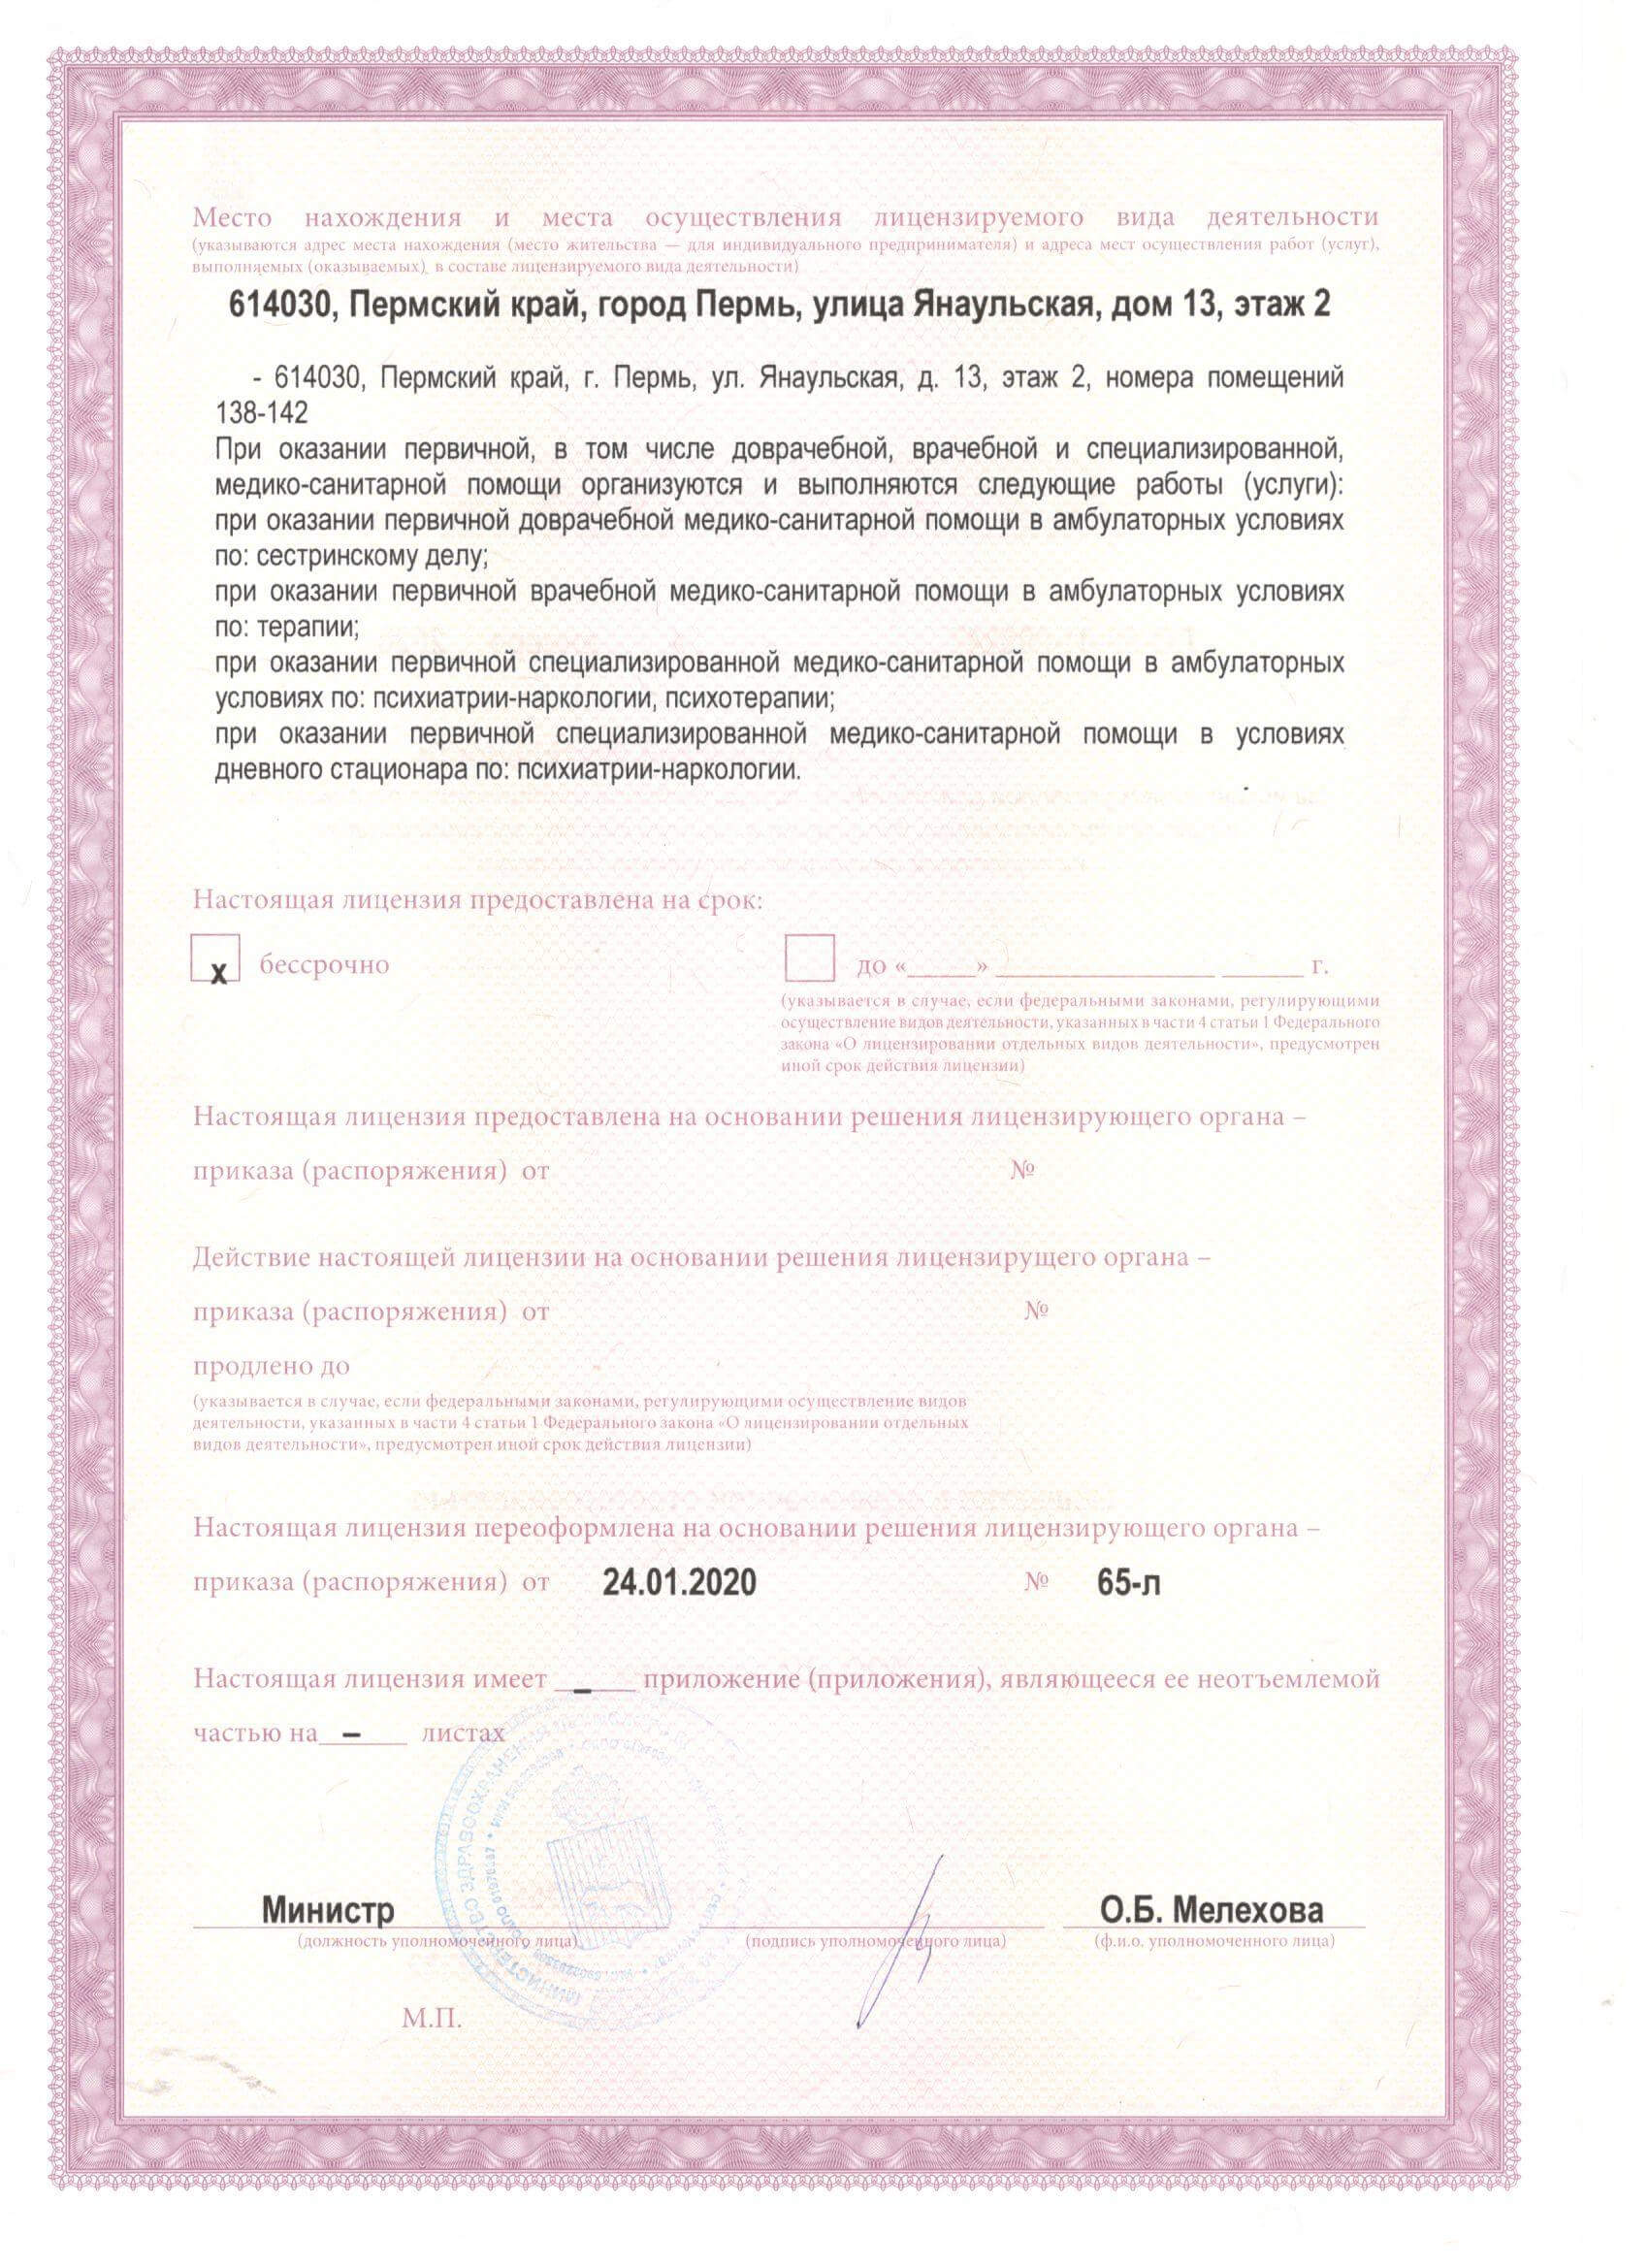 Место нахождения и места осуществления лицензируемого вида деятельности
(указываются адрес места нахождения (место жительства — для индивидуального предпринимателя) и адреса мест осуществления работ (услуг),
выполняемых (оказываемых) в составе лицензируемого вида деятельности)
614030, Пермский край, город Пермь, улица Янаульская, дом 13, этаж 2
- 614030, Пермский край, г. Пермь, ул. Янаульская, д. 13, этаж 2, номера помещений
138-142
При оказании первичной, в том числе доврачебной, врачебной и специализированной,
медико-санитарной помощи организуются и выполняются следующие работы (услуги):
при оказании первичной доврачебной медико-санитарной помощи в амбулаторных условиях
по: сестринскому делу;
при оказании первичной врачебной медико-санитарной помощи в амбулаторных условиях
по: терапии;
при оказании первичной специализированной медико-санитарной помощи в амбулаторных
условиях по: психиатрии-наркологии, психотерапии;
при оказании первичной специализированной медико-санитарной помощи в условиях
дневного стационара по: психиатрии-наркологии.
Настоящая лицензия предоставлена на срок:
х бессрочно до «_____» ________________ ______ г.
(указывается в случае, если федеральными законами, регулирующими
осуществление видов деятельности, указанных в части 4 статьи 1 Федерального
закона «О лицензировании отдельных видов деятельности», предусмотрен
иной срок действия лицензии)
Настоящая лицензия предоставлена на основании решения лицензирующего органа –
приказа (распоряжения) от №
Действие настоящей лицензии на основании решения лицензирущего органа –
приказа (распоряжения) от №
продлено до
(указывается в случае, если федеральными законами, регулирующими осуществление видов
деятельности, указанных в части 4 статьи 1 Федерального закона «О лицензировании отдельных
видов деятельности», предусмотрен иной срок действия лицензии)
Настоящая лицензия переоформлена на основании решения лицензирующего органа –
приказа (распоряжения) от 24.01.2020 № 65-л
Настоящая лицензия имеет __–__ приложение (приложения), являющееся ее неотъемлемой
частью на __–__ листах
Министр О.Б. Мелехова
(должность уполномоченного лица) (подпись уполномоченного лица) (ф.и.о. уполномоченного лица)
М.П.
МИНИСТЕРСТВО ЗДРАВООХРАНЕНИЯ